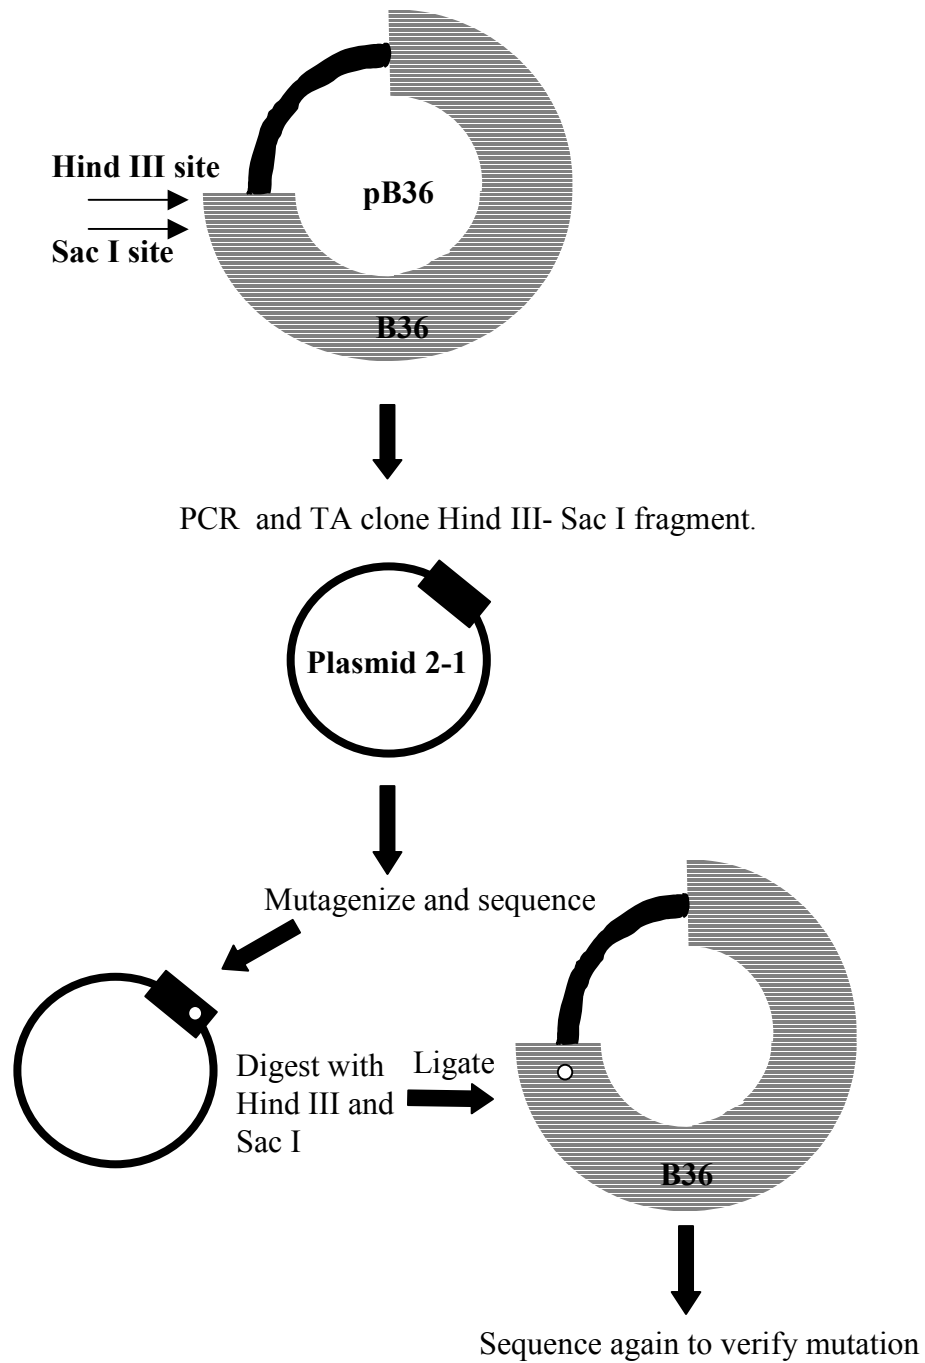 Hind III site
pB36
Sac I site
B36
PCR and TA clone Hind III- Sac I fragment.
Plasmid 2-1
Mutagenize and sequence
Digest with
Hind III and
Sac I
Ligate
B36
Sequence again to verify mutation